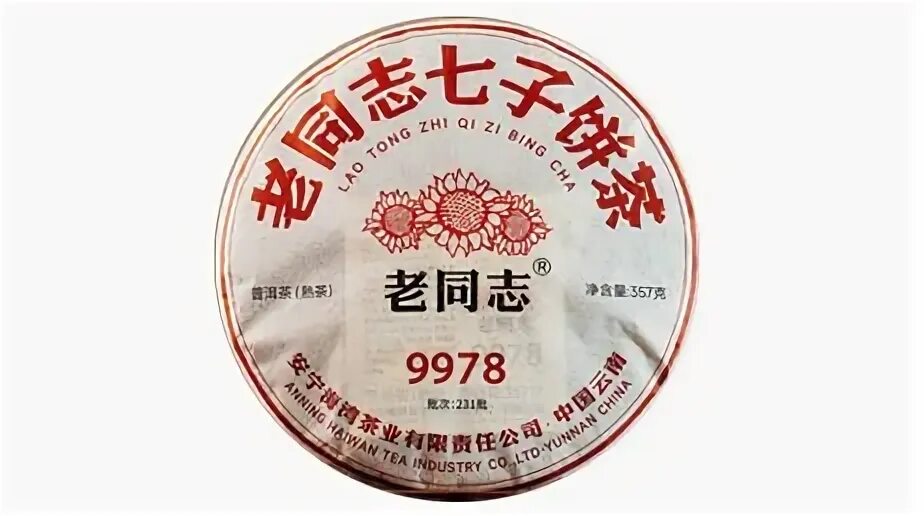 老同志七子饼茶
LAO TONG ZHI QI ZI BING CHA
老同志®
普洱茶(熟茶)
净含量:357克
9978
批次:231批
安宁海湾茶业有限责任公司·中国云南
ANNING HAIWAN TEA INDUSTRY CO.,LTD·YUNNAN CHINA